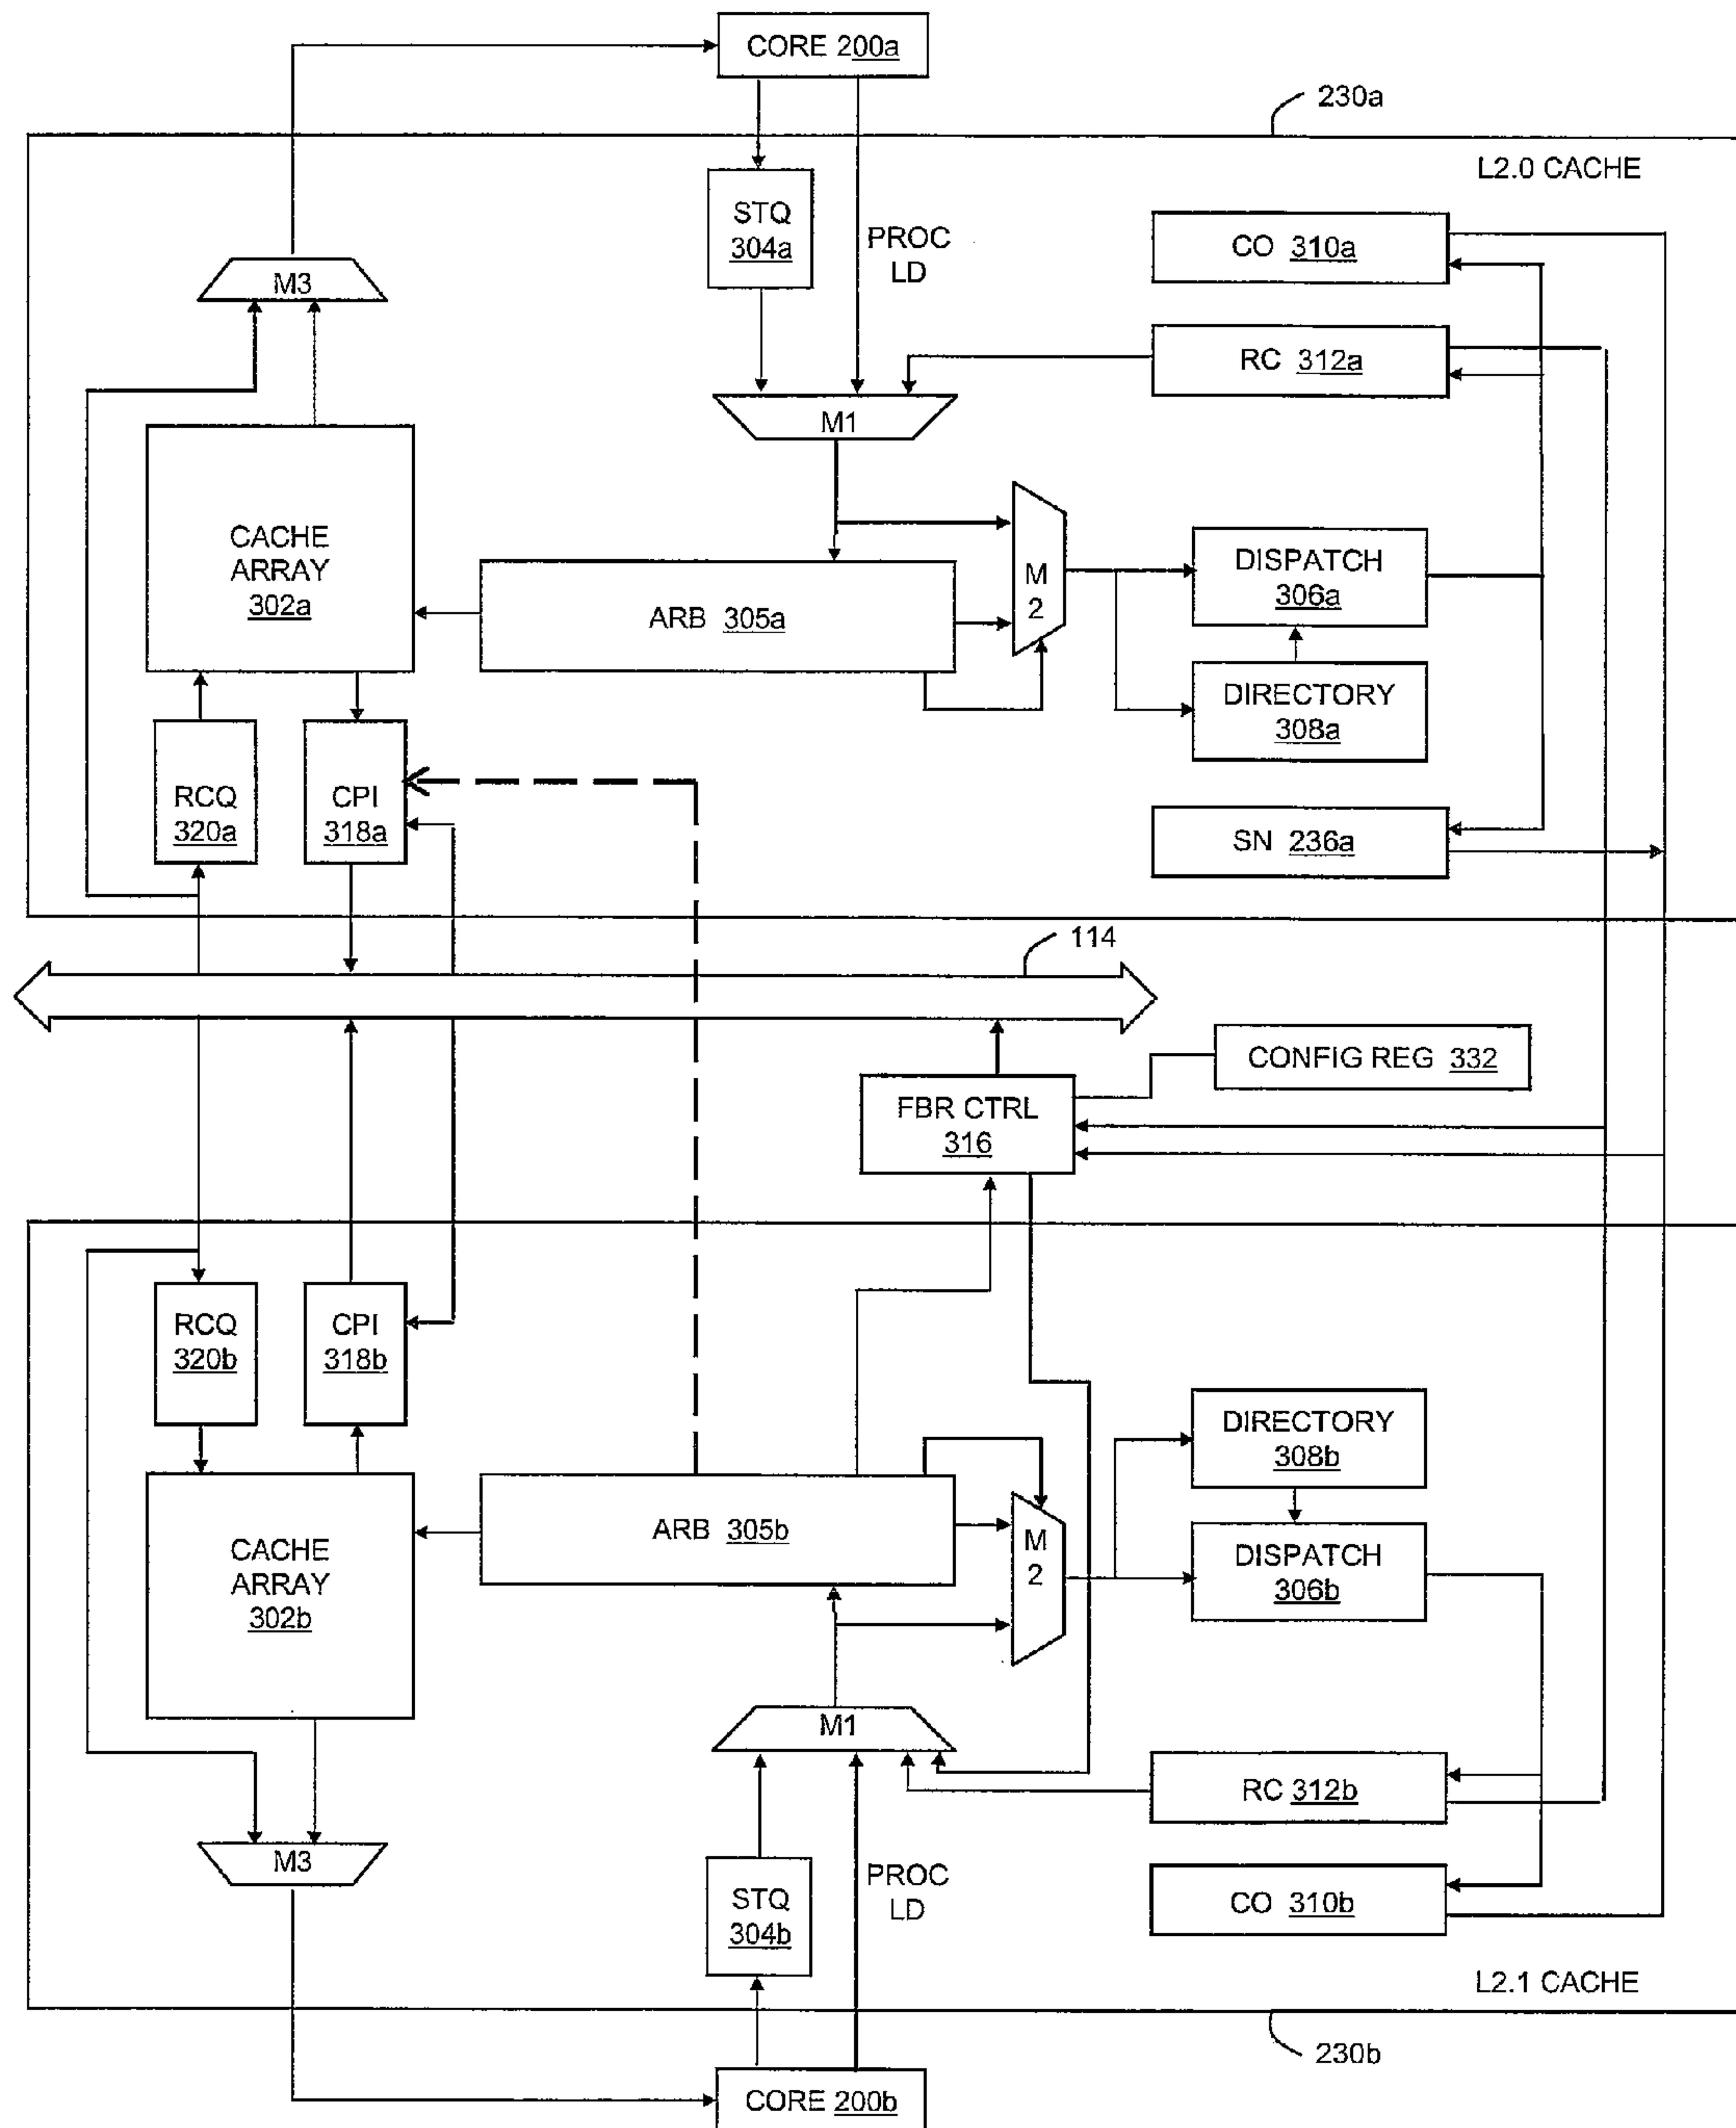 CORE 200a
230a
L2.0 CACHE
STQ
304a
PROC
LD
CO 310a
M3
RC 312a
M1
CACHE
ARRAY
302a
ARB 305a
M
2
DISPATCH
306a
DIRECTORY
308a
RCQ
320a
CPI
318a
SN 236a
114
CONFIG REG 332
FBR CTRL
316
RCQ
320b
CPI
318b
DIRECTORY
308b
ARB 305b
M
2
DISPATCH
306b
CACHE
ARRAY
302b
M1
RC 312b
M3
STQ
304b
PROC
LD
CO 310b
L2.1 CACHE
230b
CORE 200b